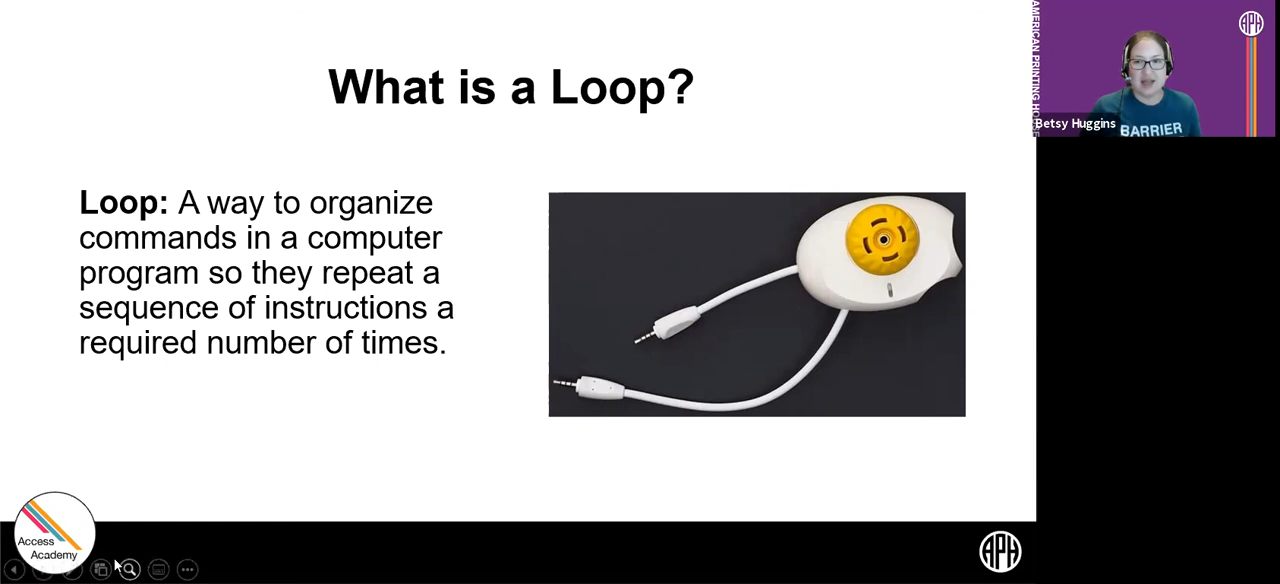 What is a Loop?
Loop: A way to organize
commands in a computer
program so they repeat a
sequence of instructions a
required number of times.
Access
Academy
APH
AMERICAN PRINTING HOUSE
APH
BARRIER
Betsy Huggins